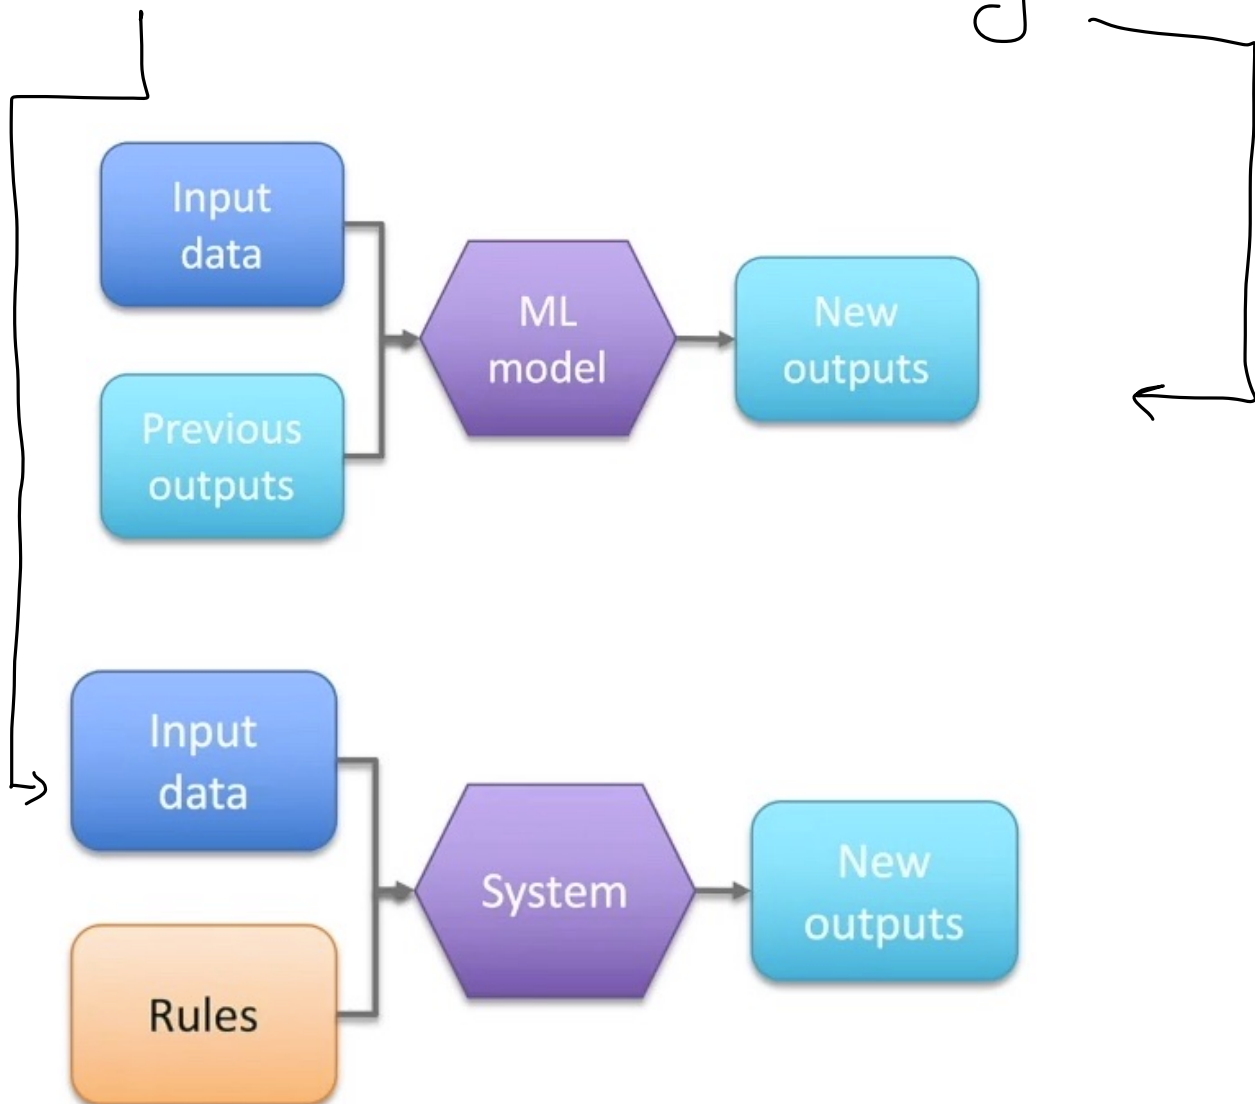 Input
data
ML
model
New
outputs
Previous
outputs
Input
data
System
New
outputs
Rules